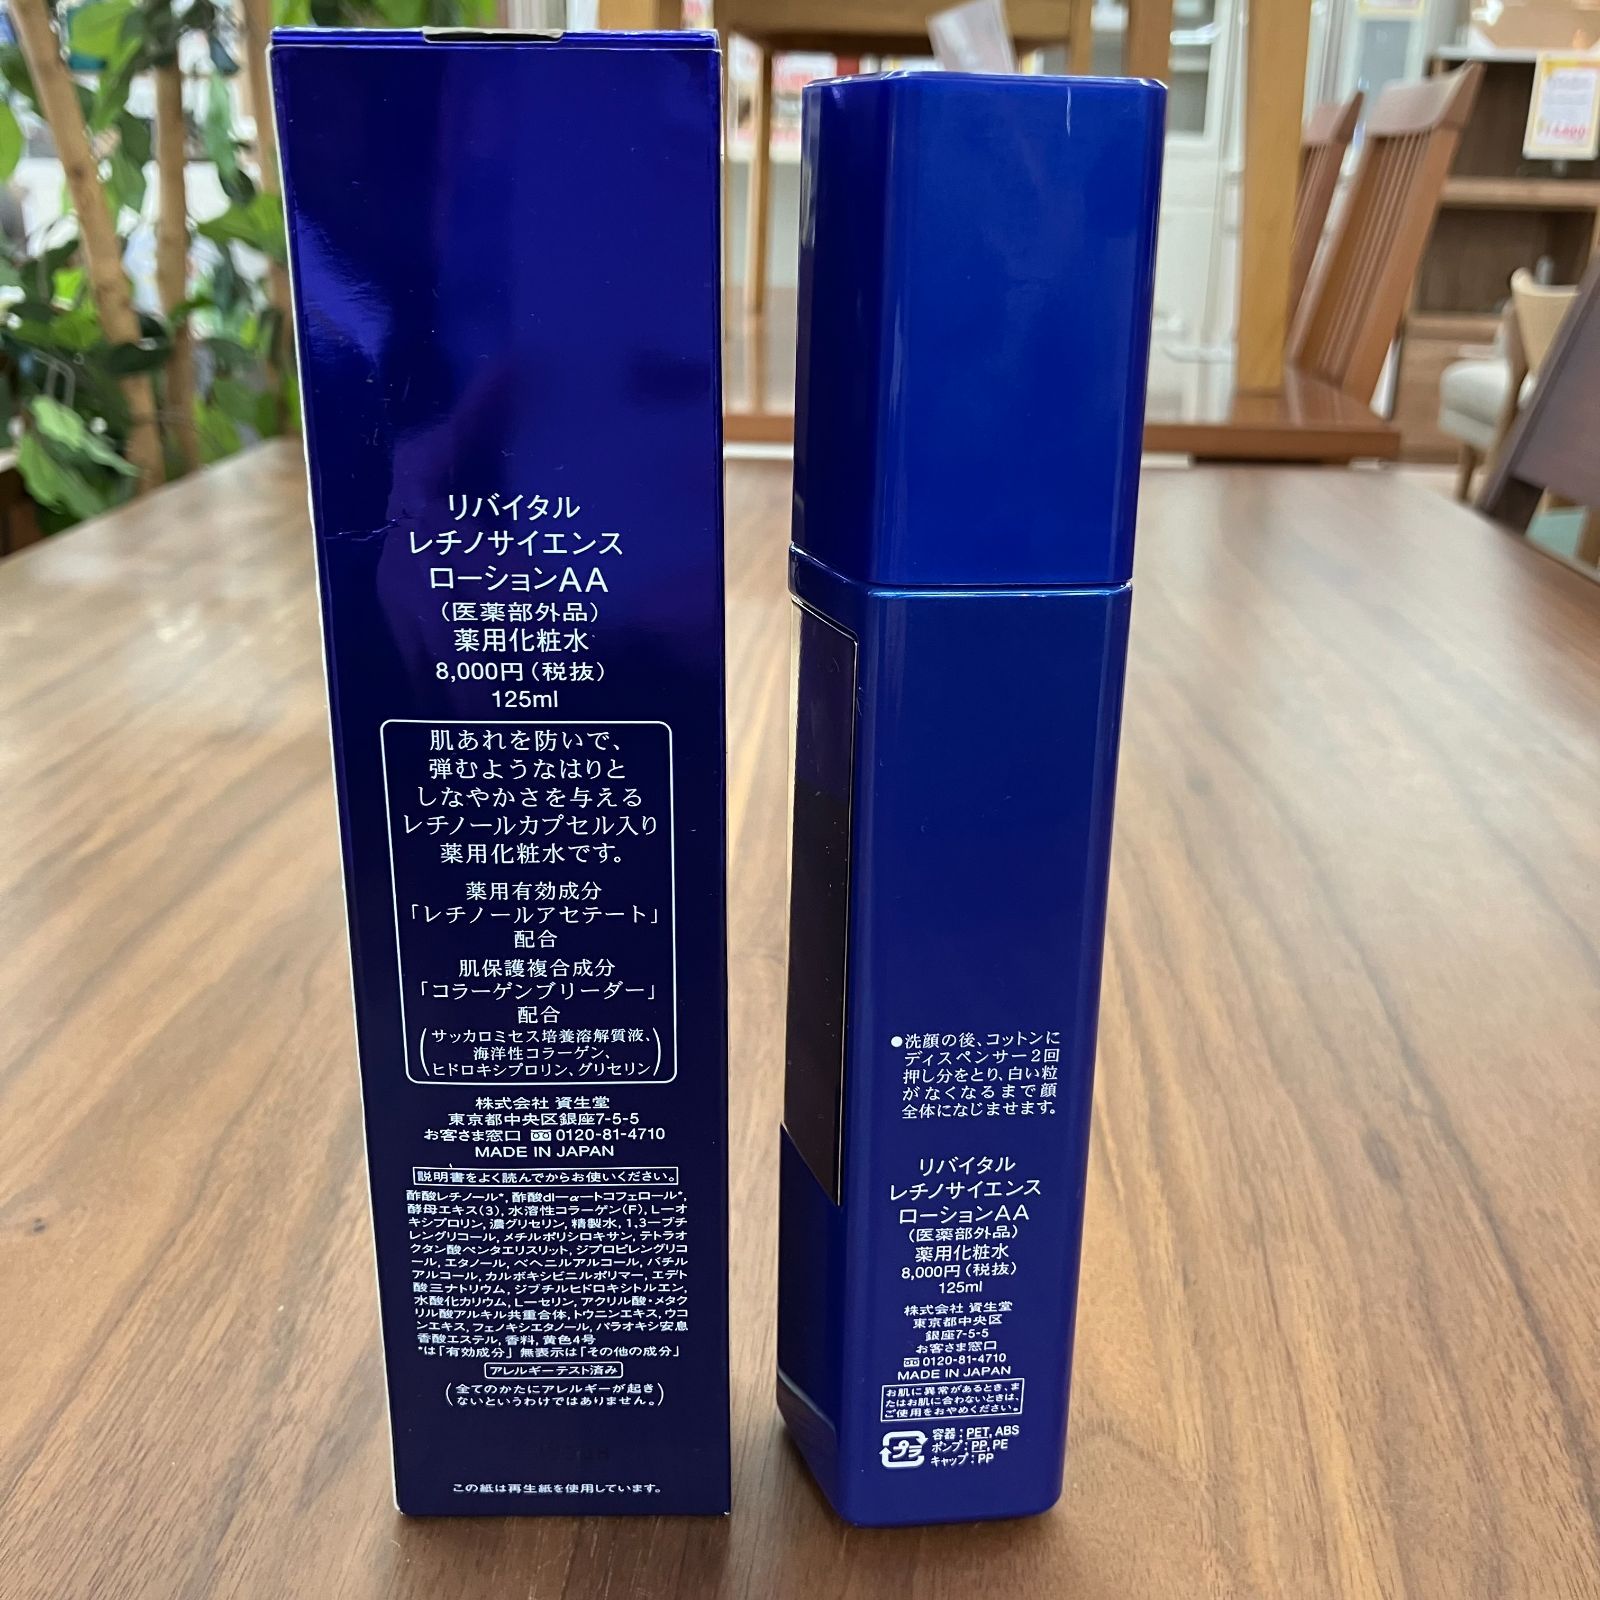 リバイタル
レチノサイエンス
ローションAA
(医薬部外品)
薬用化粧水
8,000円(税抜)
125ml
肌あれを防いで、
弾むようなはりと
しなやかさを与える
レチノールカプセル入り
薬用化粧水です。
薬用有効成分
「レチノールアセテート」
配合
肌保護複合成分
「コラーゲンブリーダー」
配合
(サッカロミセス培養溶解質液、
海洋性コラーゲン、
ヒドロキシプロリン、グリセリン)
株式会社 資生堂
東京都中央区銀座7-5-5
お客さま窓口 0120-81-4710
MADE IN JAPAN
説明書をよく読んでからお使いください。
酢酸レチノール*, 酢酸dl-α-トコフェロール*,
酵母エキス(3), 水溶性コラーゲン(F), L-オ
キシプロリン, 濃グリセリン, 精製水, 1,3-ブチ
レングリコール, メチルポリシロキサン, テトラオ
クタン酸ペンタエリスリット, ジプロピレングリコ
ール, エタノール, ベヘニルアルコール, バチル
アルコール, カルボキシビニルポリマー, エデト
酸三ナトリウム, ジブチルヒドロキシトルエン,
水酸化カリウム, L-セリン, アクリル酸・メタク
リル酸アルキル共重合体, トウニンエキス, ウコ
ンエキス, フェノキシエタノール, パラオキシ安息
香酸エステル, 香料, 黄色4号
*は「有効成分」 無表示は「その他の成分」
アレルギーテスト済み
(全てのかたにアレルギーが起き
ないというわけではありません。)
この紙は再生紙を使用しています。
●洗顔の後、コットンに
ディスペンサー2回
押し分をとり、白い粒
がなくなるまで顔
全体になじませます。
リバイタル
レチノサイエンス
ローションAA
(医薬部外品)
薬用化粧水
8,000円(税抜)
125ml
株式会社 資生堂
東京都中央区
銀座7-5-5
お客さま窓口
0120-81-4710
MADE IN JAPAN
お肌に異常があるとき、ま
たはお肌に合わないときは、
ご使用をおやめください。
プラ
容器:PET, ABS
ポンプ:PP, PE
キャップ:PP